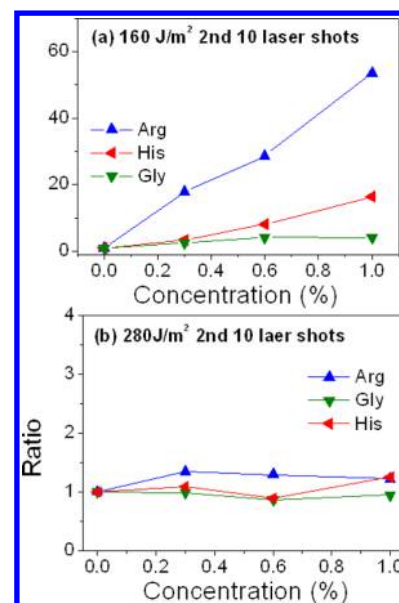 (a) 160 J/m² 2nd 10 laser shots
60
40
20
0
Arg
His
Gly
0.0 0.2 0.4 0.6 0.8 1.0
Concentration (%)
(b) 280J/m² 2nd 10 laer shots
4
3
2
1
0
Arg
Gly
His
Ratio
0.0 0.2 0.4 0.6 0.8 1.0
Concentration (%)